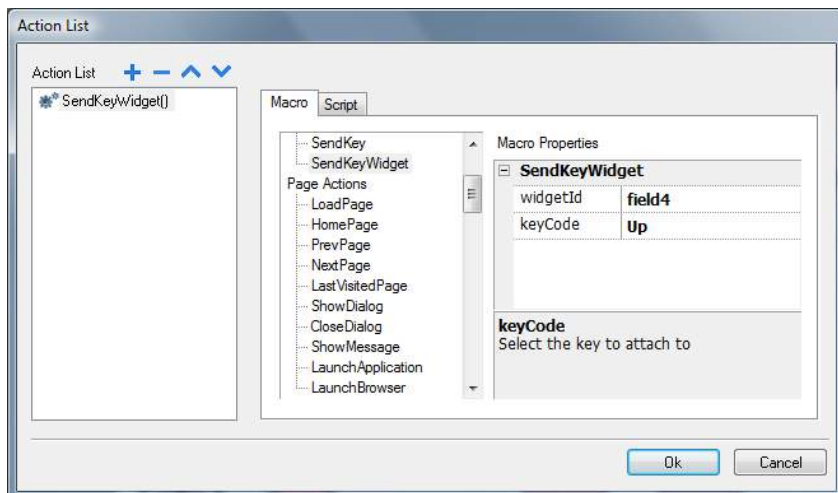 Action List
Action List
SendKeyWidget()
Macro
Script
SendKey
SendKeyWidget
Page Actions
LoadPage
HomePage
PrevPage
NextPage
LastVisitedPage
ShowDialog
CloseDialog
ShowMessage
LaunchApplication
LaunchBrowser
Macro Properties
SendKeyWidget
widgetId field4
keyCode Up
keyCode
Select the key to attach to
Ok
Cancel